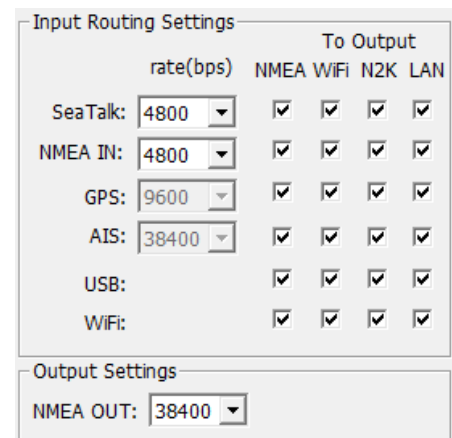 Input Routing Settings
To Output
rate(bps) NMEA WiFi N2K LAN
SeaTalk: 4800
NMEA IN: 4800
GPS: 9600
AIS: 38400
USB:
WiFi:
Output Settings
NMEA OUT: 38400